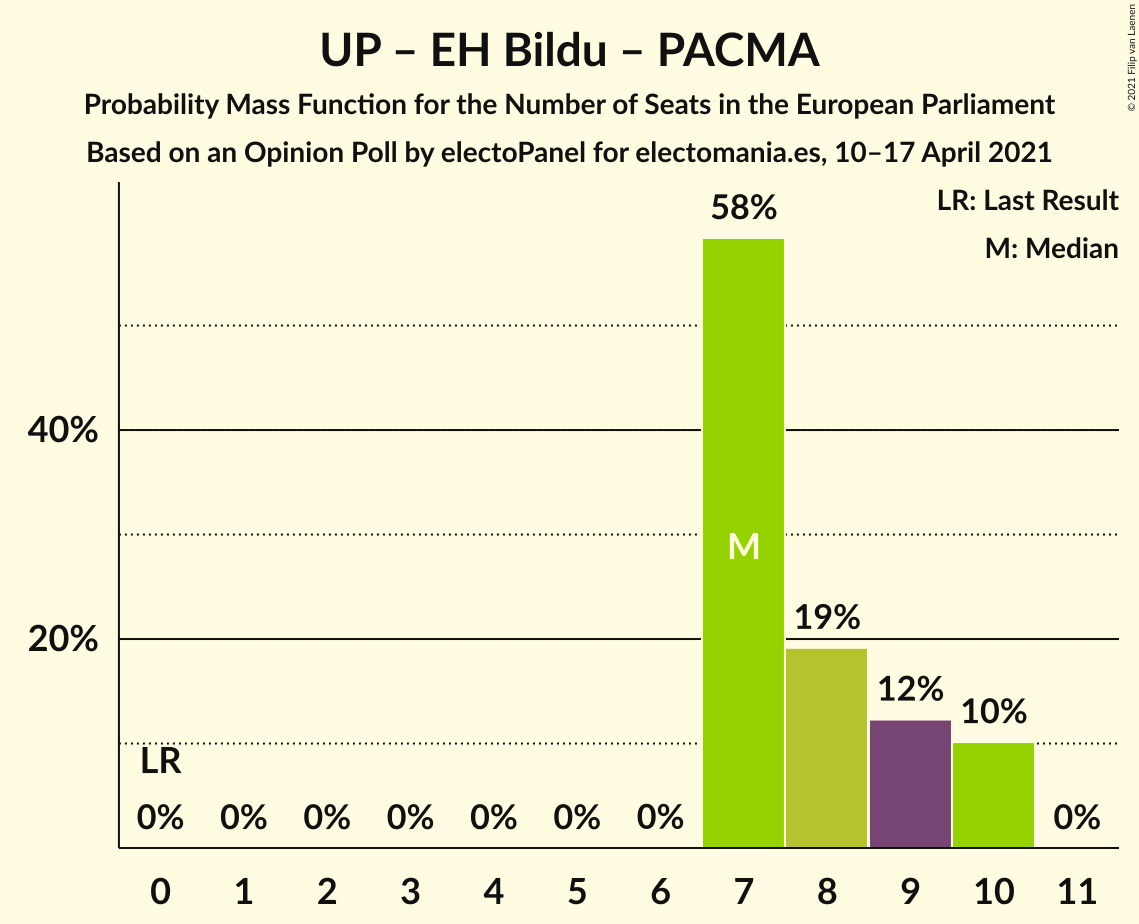 UP – EH Bildu – PACMA
Probability Mass Function for the Number of Seats in the European Parliament
Based on an Opinion Poll by electoPanel for electomania.es, 10–17 April 2021
© 2021 Filip van Laenen
LR: Last Result
M: Median
58%
40%
M
20%
19%
12%
10%
LR
0% 0% 0% 0% 0% 0% 0% 0%
0 1 2 3 4 5 6 7 8 9 10 11